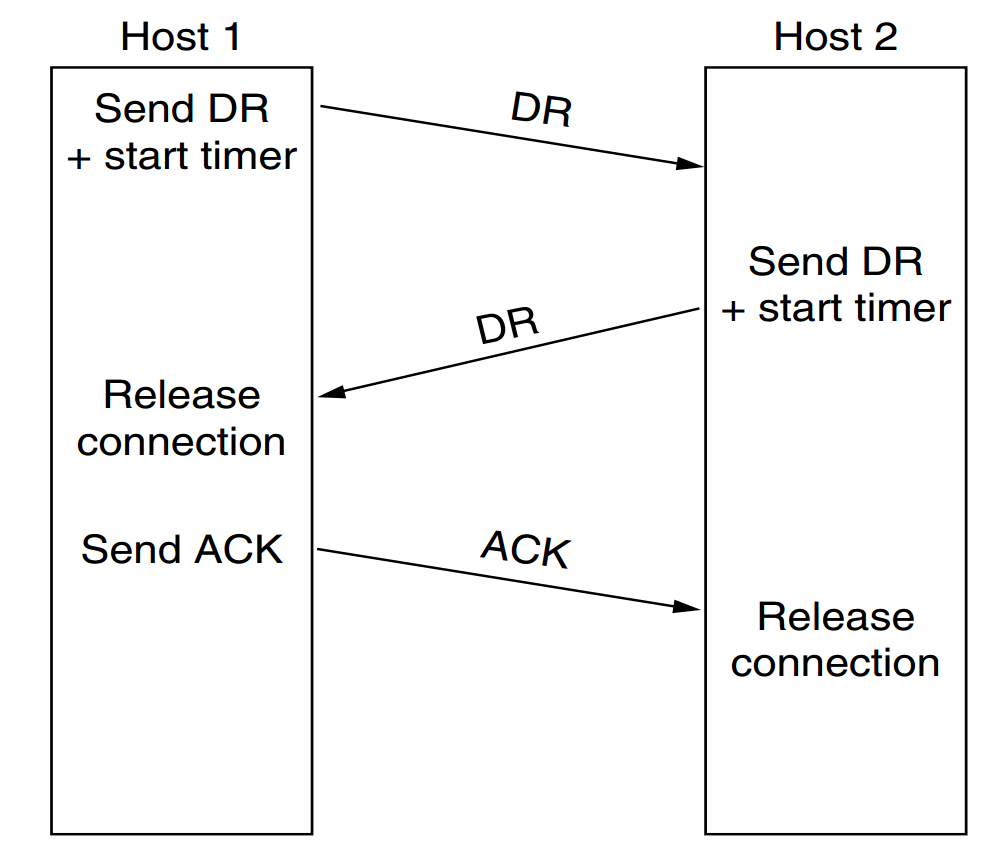 Host 1
Host 2
Send DR
+ start timer
DR
Send DR
+ start timer
DR
Release
connection
Send ACK
ACK
Release
connection